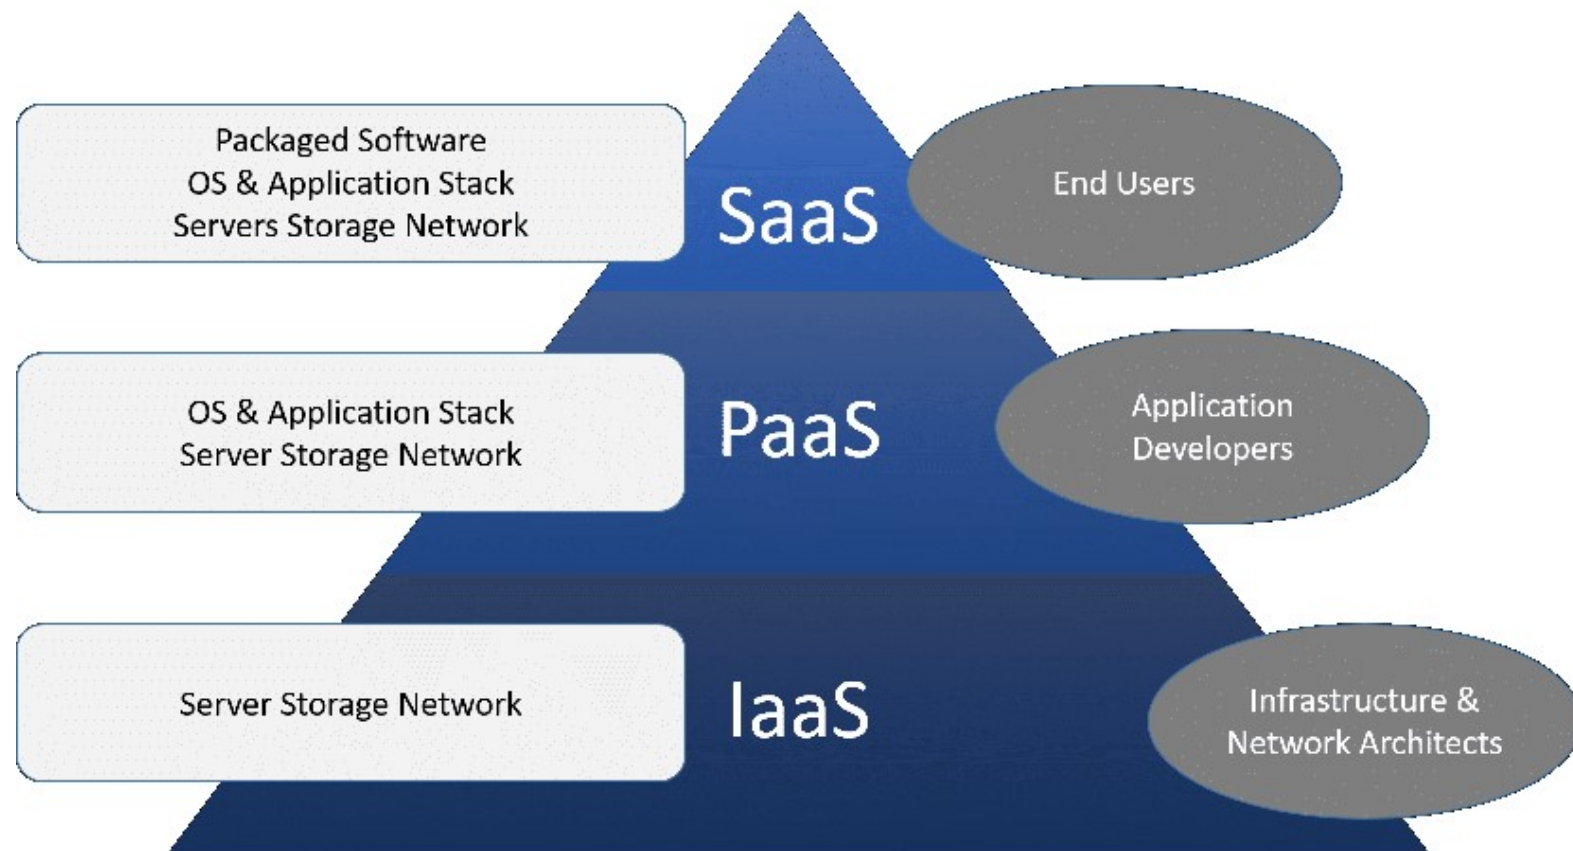 Packaged Software
OS & Application Stack
Servers Storage Network
SaaS
End Users
OS & Application Stack
Server Storage Network
PaaS
Application
Developers
Server Storage Network
IaaS
Infrastructure &
Network Architects